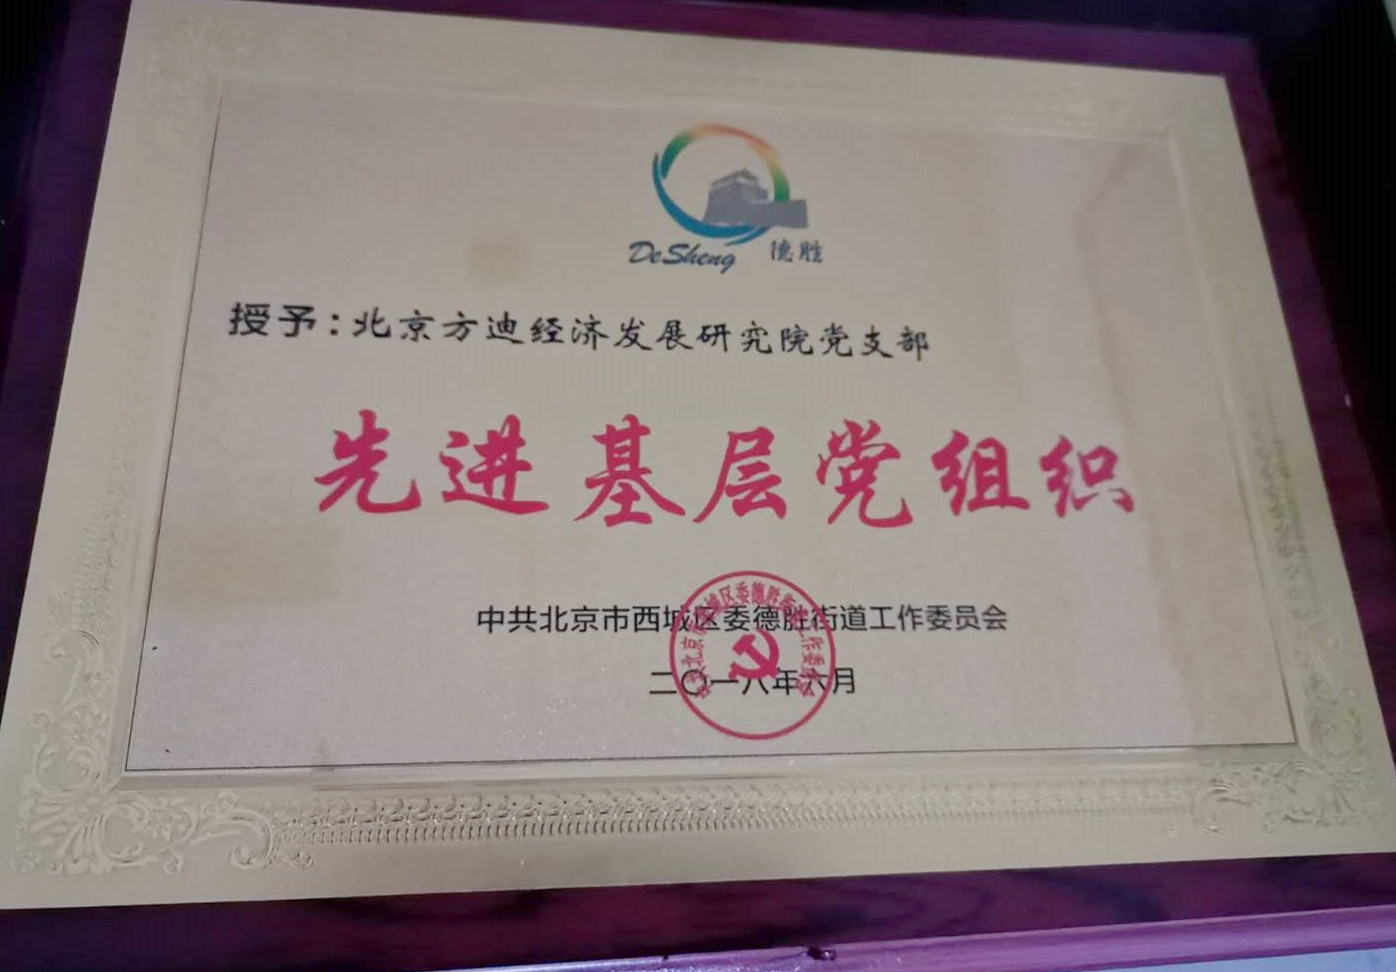 DeSheng 德胜
授予：北京方迪经济发展研究院党支部
先进基层党组织
中共北京市西城区委德胜街道工作委员会
二〇一八年六月